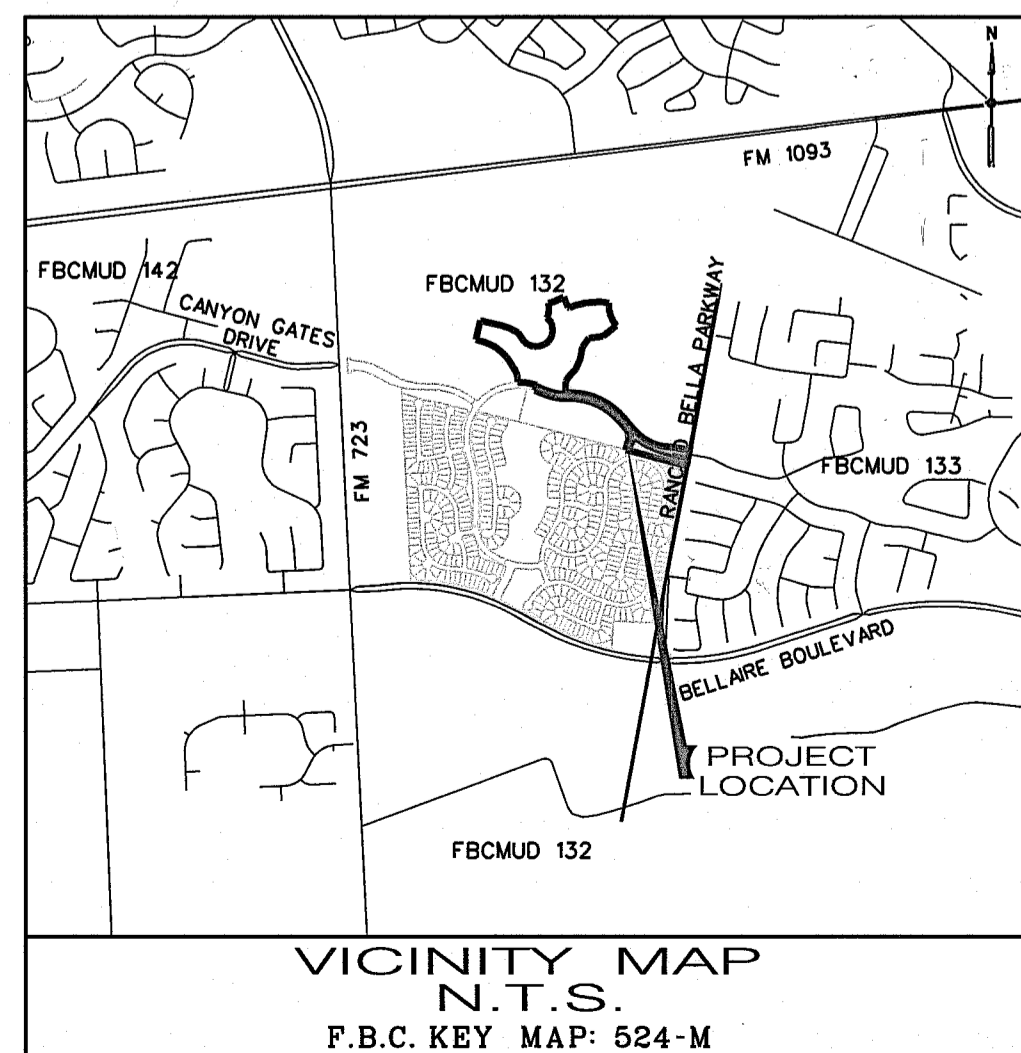 N
FM 1093
FBCMUD 142
FBCMUD 132
CANYON GATES
DRIVE
BELLA PARKWAY
FM 723
FBCMUD 133
BELLAIRE BOULEVARD
PROJECT
LOCATION
FBCMUD 132
VICINITY MAP
N.T.S.
F.B.C. KEY MAP: 524-M